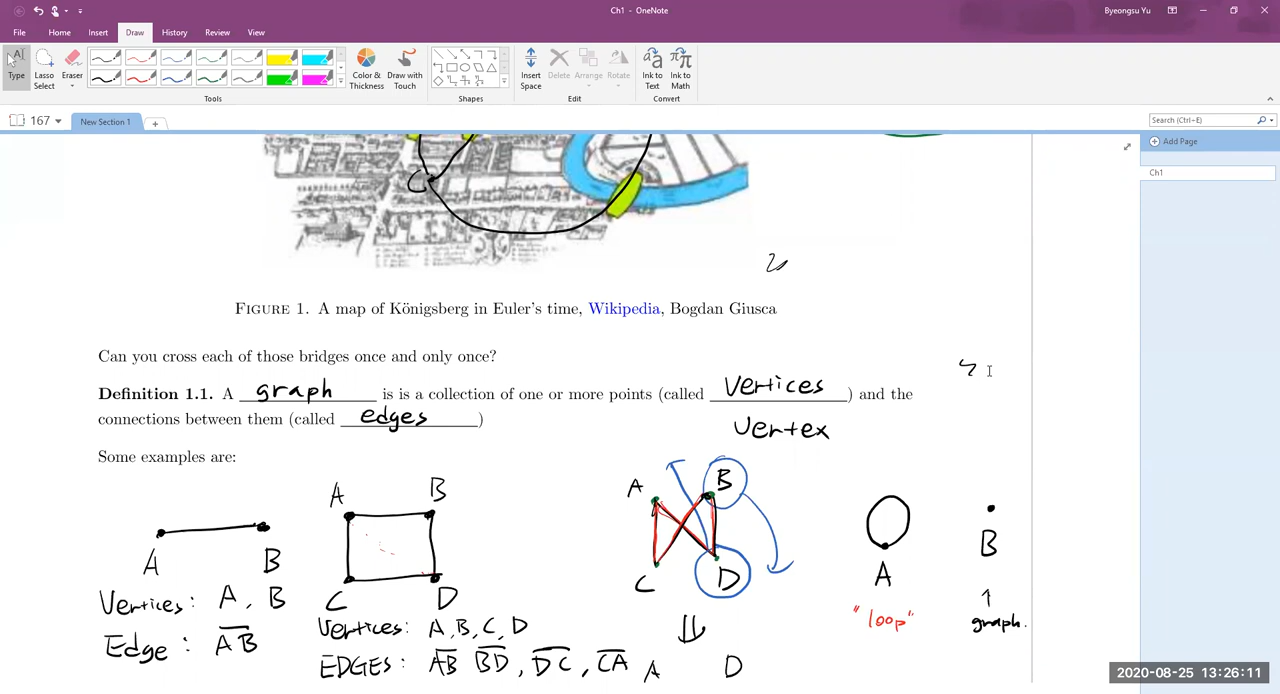 Ch1 - OneNote
Byeongsu Yu
File Home Insert Draw History Review View
Type
Lasso Select
Eraser
Color & Thickness
Draw with Touch
Insert Space
Delete
Arrange
Rotate
Ink to Text
Ink to Math
Tools
Shapes
Edit
Convert
167
New Section 1
Search (Ctrl+E)
Add Page
Ch1
C
FIGURE 1. A map of Königsberg in Euler's time, Wikipedia, Bogdan Giusca
Can you cross each of those bridges once and only once?
Definition 1.1. A graph is is a collection of one or more points (called vertices) and the
vertex
connections between them (called edges)
Some examples are:
A B
Vertices: A, B
Edge: AB
A B
C D
Vertices: A, B, C, D
EDGES: AB BD, DC, CA
A B
C D
A D
A
"loop"
B
↑
graph.
2020-08-25 13:26:11